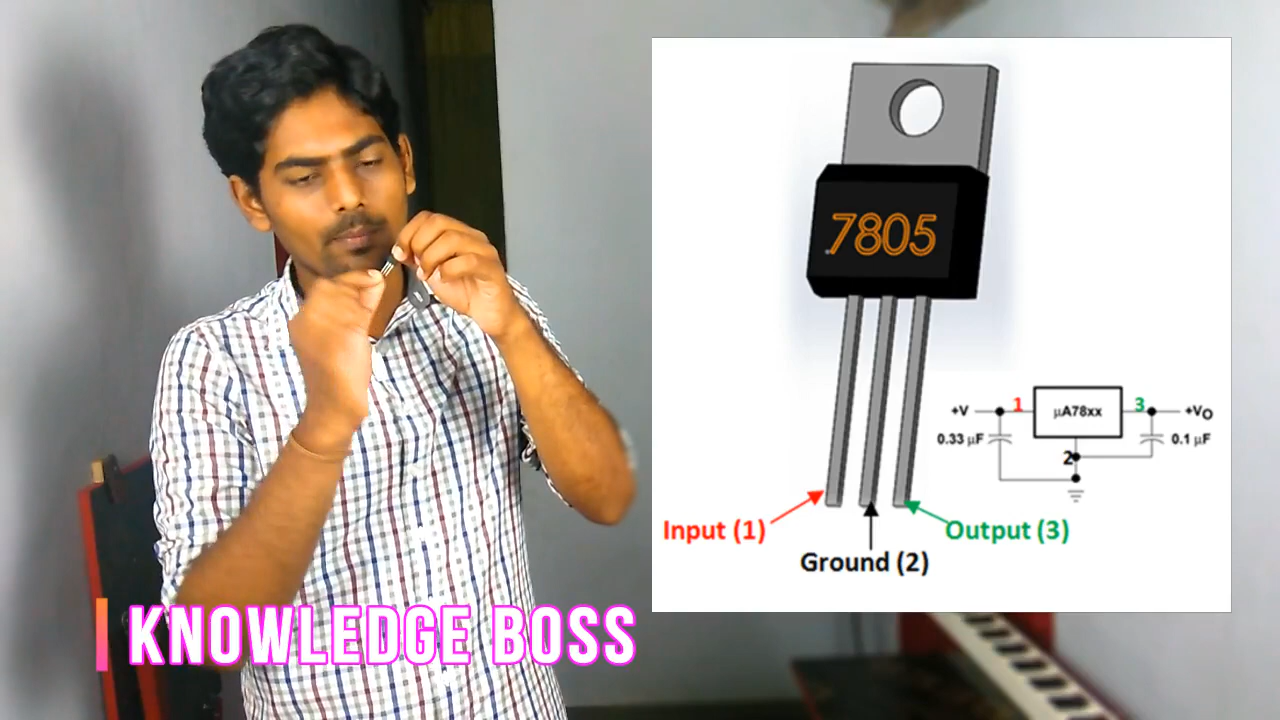 KNOWLEDGE BOSS
7805
+V
1
µA78xx
3
+VO
0.33 µF
0.1 µF
2
Input (1)
Output (3)
Ground (2)